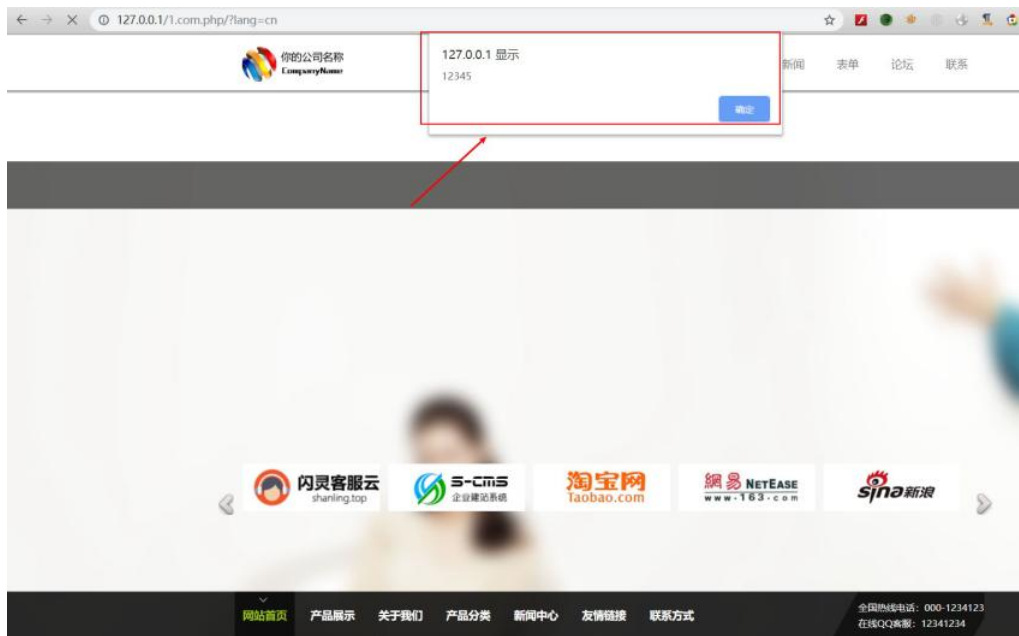 127.0.0.1/1.com.php/?lang=cn
你的公司名称
CompanyName
127.0.0.1 显示
12345
确定
新闻 表单 论坛 联系
闪灵客服云
shanling.top
S-CMS
企业建站系统
淘宝网
Taobao.com
網易 NETEASE
www.163.com
sina新浪
网站首页 产品展示 关于我们 产品分类 新闻中心 友情链接 联系方式
全国热线电话: 000-1234123
在线QQ客服: 12341234